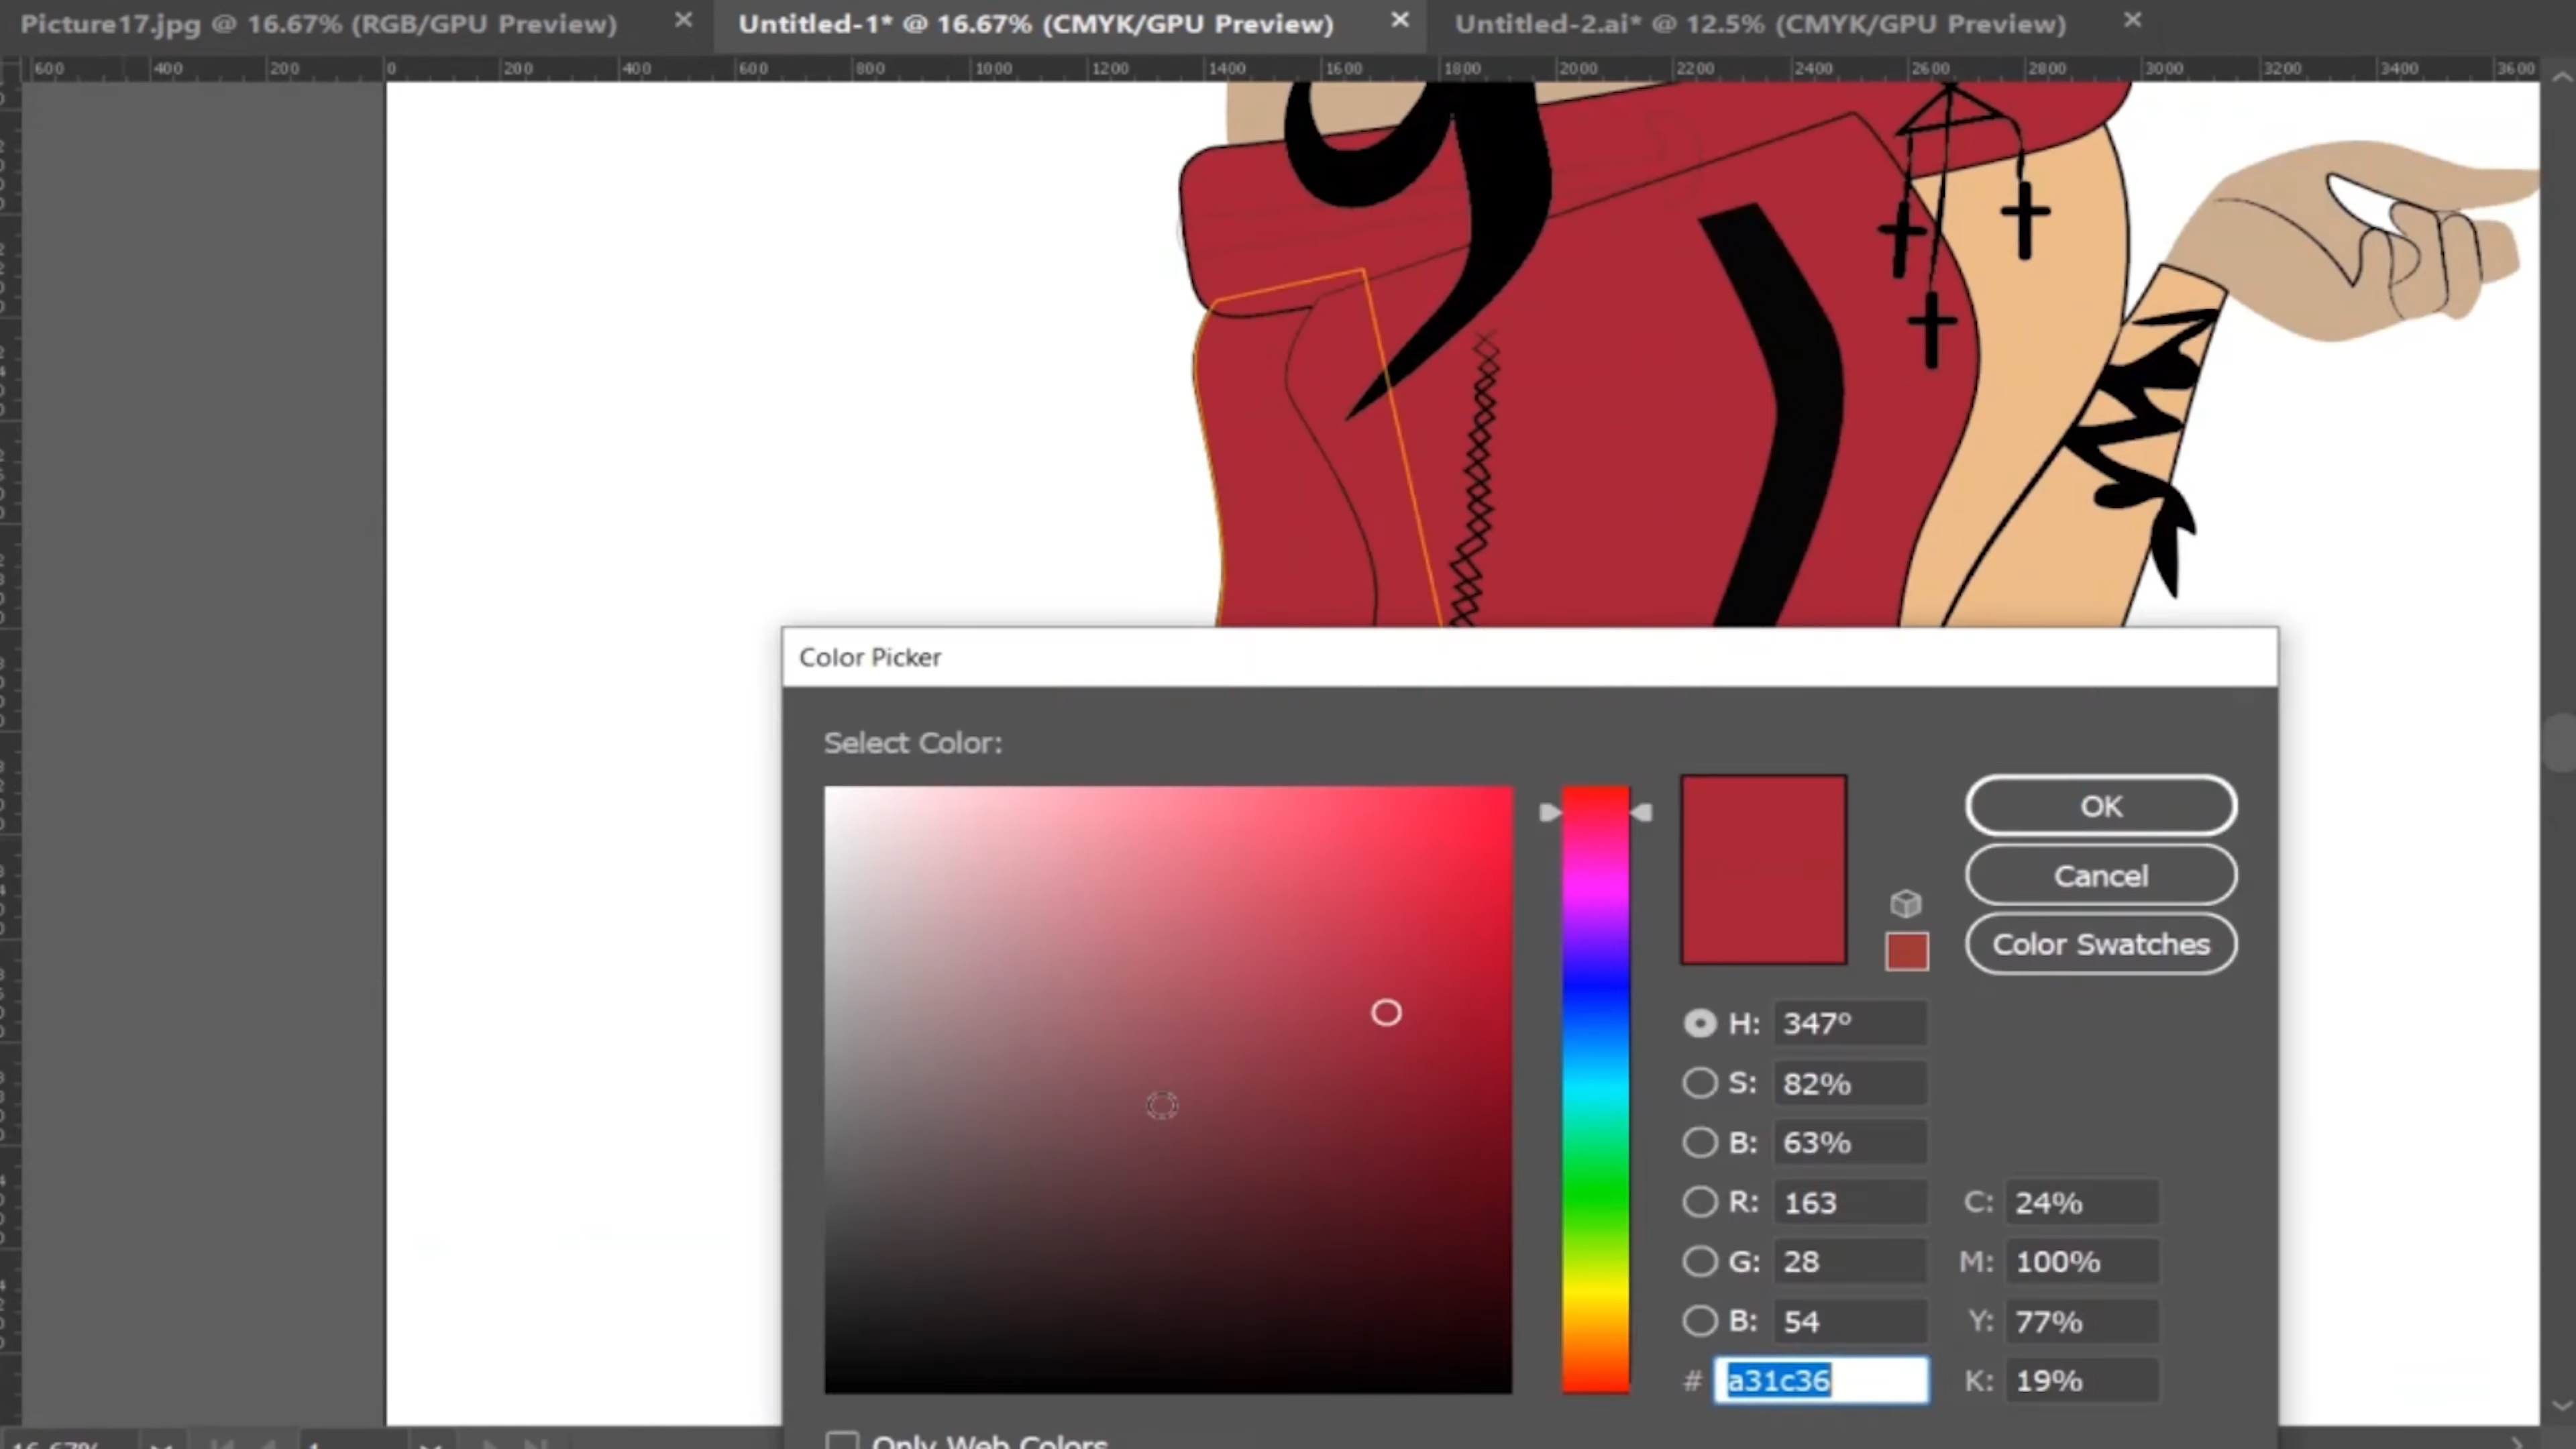 Picture17.jpg @ 16.67% (RGB/GPU Preview) × Untitled-1* @ 16.67% (CMYK/GPU Preview) × Untitled-2.ai* @ 12.5% (CMYK/GPU Preview) ×
600 400 200 0 200 400 600 800 1000 1200 1400 1600 1800 2000 2200 2400 2600 2800 3000 3200 3400 3600
Color Picker
Select Color:
OK
Cancel
Color Swatches
H: 347°
S: 82%
B: 63%
R: 163 C: 24%
G: 28 M: 100%
B: 54 Y: 77%
# a31c36 K: 19%
Only Web Colors
16.67% 1